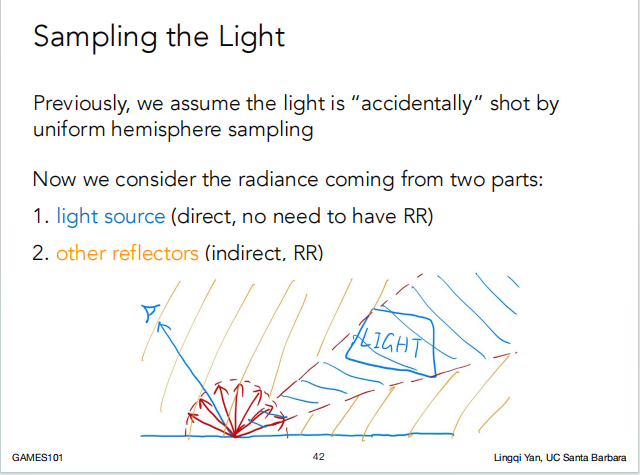 Sampling the Light
Previously, we assume the light is “accidentally” shot by
uniform hemisphere sampling
Now we consider the radiance coming from two parts:
1. light source (direct, no need to have RR)
2. other reflectors (indirect, RR)
LIGHT
GAMES101
42
Lingqi Yan, UC Santa Barbara